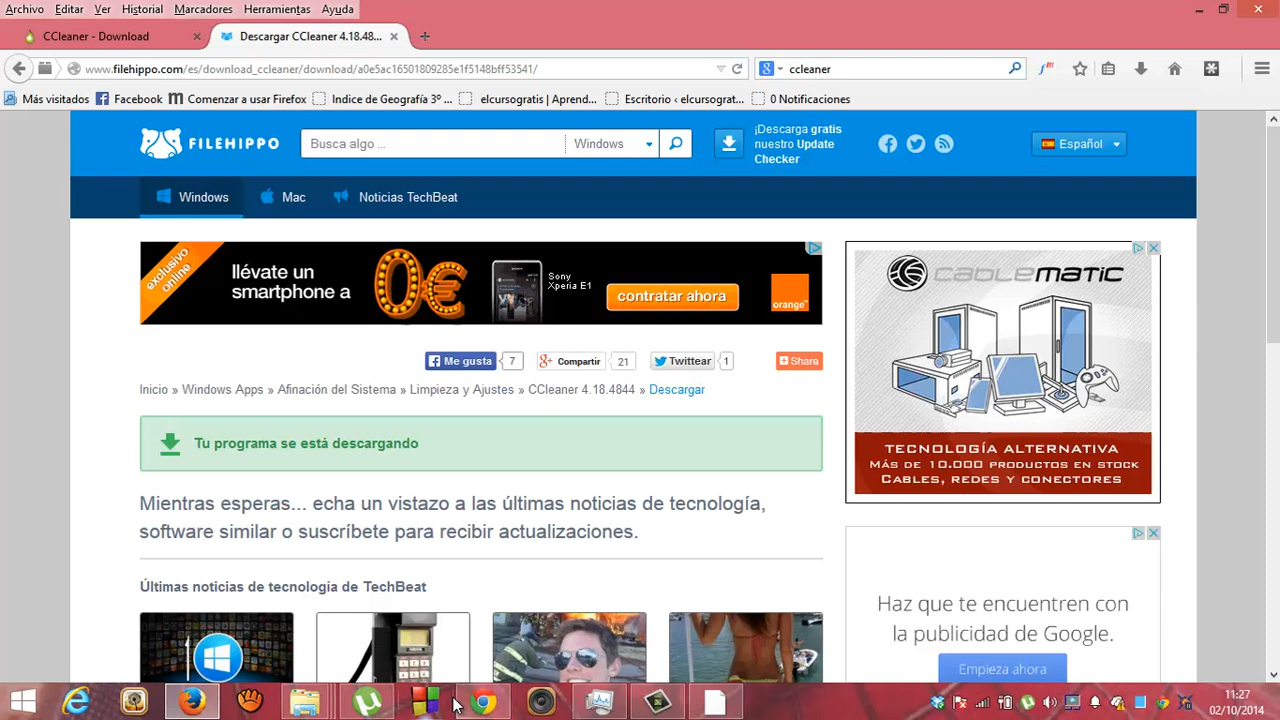 Archivo Editar Ver Historial Marcadores Herramientas Ayuda
CCleaner - Download
Descargar CCleaner 4.18.48...
www.filehippo.com/es/download_ccleaner/download/a0e5ac16501809285e1f5148bff53541/
ccleaner
Más visitados Facebook Comenzar a usar Firefox Indice de Geografía 3º ... elcursogratis | Aprend... Escritorio ‹ elcursograt... 0 Notificaciones
FILEHIPPO
Busca algo ...
Windows
¡Descarga gratis
nuestro Update
Checker
Español
Windows
Mac
Noticias TechBeat
exclusivo
online
llévate un
smartphone a
0€
Sony
Xperia E1
contratar ahora
orange™
CABLEMATIC
TECNOLOGÍA ALTERNATIVA
MÁS DE 10.000 PRODUCTOS EN STOCK
CABLES, REDES Y CONECTORES
Me gusta 7
Compartir 21
Twittear 1
Share
Inicio » Windows Apps » Afinación del Sistema » Limpieza y Ajustes » CCleaner 4.18.4844 » Descargar
Tu programa se está descargando
Mientras esperas... echa un vistazo a las últimas noticias de tecnología,
software similar o suscríbete para recibir actualizaciones.
Últimas noticias de tecnología de TechBeat
Haz que te encuentren con
la publicidad de Google.
Empieza ahora
11:27
02/10/2014